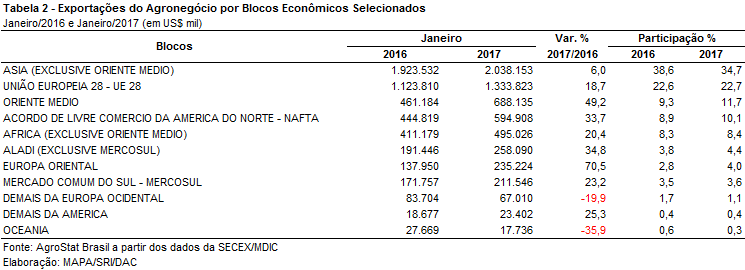 Tabela 2 - Exportações do Agronegócio por Blocos Econômicos Selecionados
Janeiro/2016 e Janeiro/2017 (em US$ mil)
Blocos Janeiro Var. % Participação %
2016 2017 2017/2016 2016 2017
ASIA (EXCLUSIVE ORIENTE MEDIO) 1.923.532 2.038.153 6,0 38,6 34,7
UNIÃO EUROPEIA 28 - UE 28 1.123.810 1.333.823 18,7 22,6 22,7
ORIENTE MEDIO 461.184 688.135 49,2 9,3 11,7
ACORDO DE LIVRE COMERCIO DA AMERICA DO NORTE - NAFTA 444.819 594.908 33,7 8,9 10,1
AFRICA (EXCLUSIVE ORIENTE MEDIO) 411.179 495.026 20,4 8,3 8,4
ALADI (EXCLUSIVE MERCOSUL) 191.446 258.090 34,8 3,8 4,4
EUROPA ORIENTAL 137.950 235.224 70,5 2,8 4,0
MERCADO COMUM DO SUL - MERCOSUL 171.757 211.546 23,2 3,5 3,6
DEMAIS DA EUROPA OCIDENTAL 83.704 67.010 -19,9 1,7 1,1
DEMAIS DA AMERICA 18.677 23.402 25,3 0,4 0,4
OCEANIA 27.669 17.736 -35,9 0,6 0,3
Fonte: AgroStat Brasil a partir dos dados da SECEX/MDIC
Elaboração: MAPA/SRI/DAC